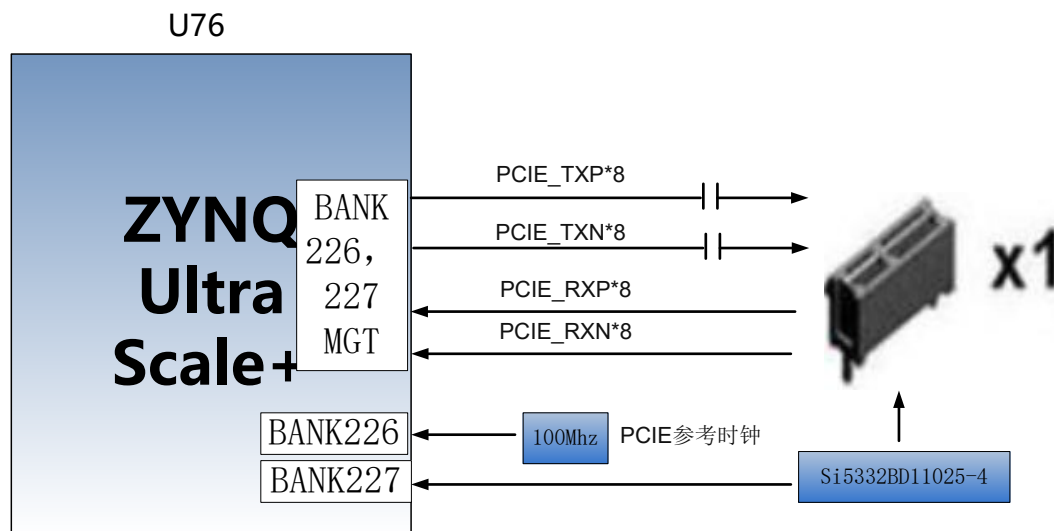 U76
ZYNQ
Ultra
Scale+
BANK
226,
227
MGT
PCIE_TXP*8
PCIE_TXN*8
PCIE_RXP*8
PCIE_RXN*8
x1
BANK226
100Mhz
PCIE参考时钟
BANK227
Si5332BD11025-4